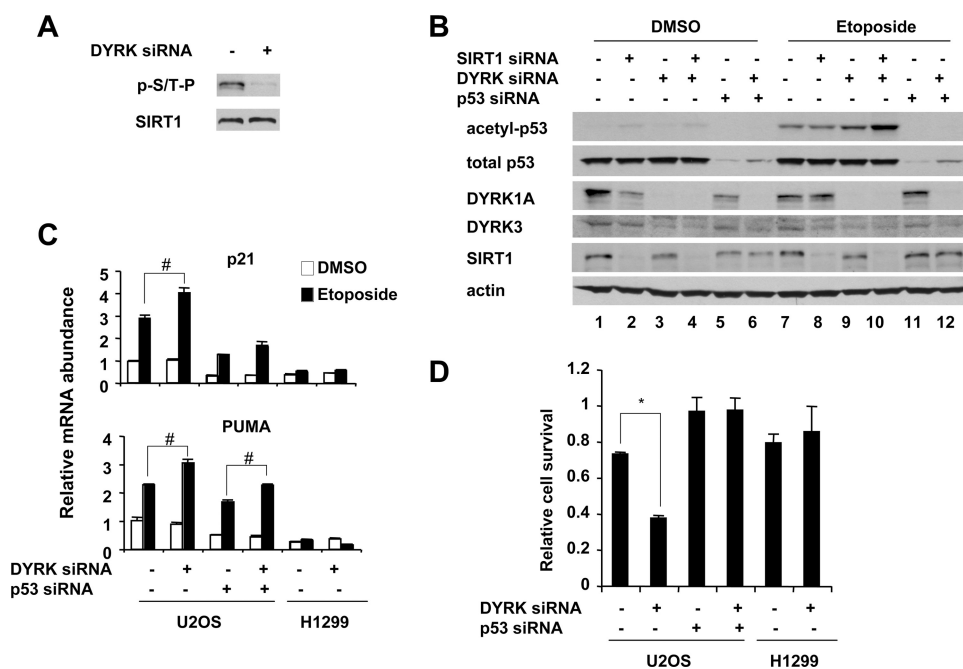 A
DYRK siRNA - +
p-S/T-P
SIRT1
B
DMSO Etoposide
SIRT1 siRNA - + - + - - - + - + - -
DYRK siRNA - - + + - + - - + + - +
p53 siRNA - - - - + + - - - - + +
acetyl-p53
total p53
DYRK1A
DYRK3
SIRT1
actin
1 2 3 4 5 6 7 8 9 10 11 12
C
p21
DMSO
Etoposide
#
Relative mRNA abundance
5
4
3
2
1
0
PUMA
# #
4
3
2
1
0
DYRK siRNA - + - + - +
p53 siRNA - - + + - -
U2OS H1299
D
Relative cell survival
1.2
1
0.8
0.6
0.4
0.2
0
*
DYRK siRNA - + - + - +
p53 siRNA - - + + - -
U2OS H1299